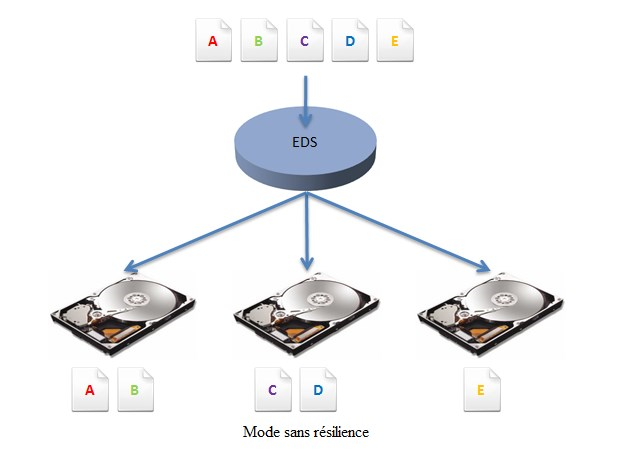 A B C D E
EDS
A B C D E
Mode sans résilience